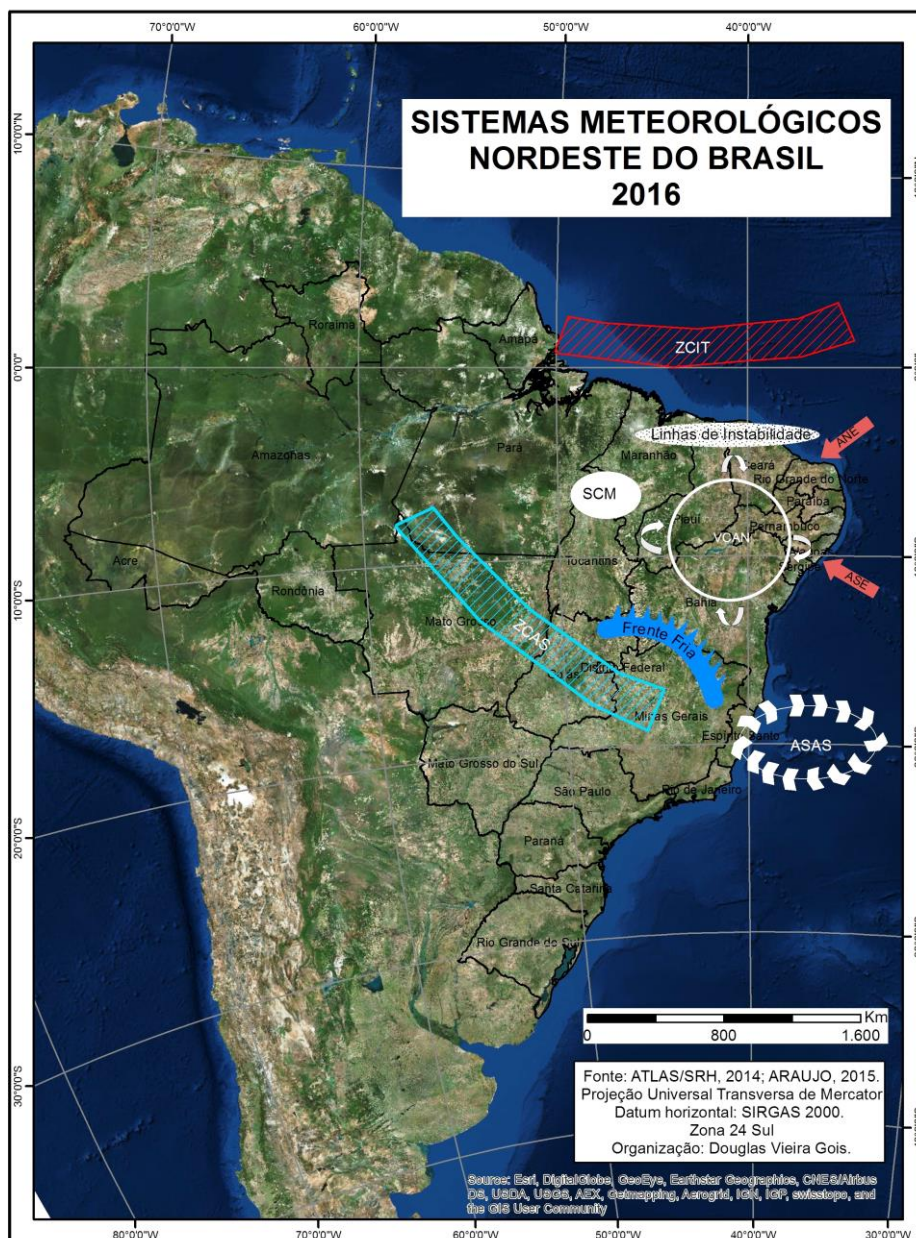 70°0'0"W
60°0'0"W
50°0'0"W
40°0'0"W
SISTEMAS METEOROLÓGICOS
NORDESTE DO BRASIL
2016
10°0'0"N
Roraima
Amapá
ZCIT
0°0'0"
Linhas de Instabilidade
ANE
Amazonas
Pará
Maranhão
Ceará
Rio Grande do Norte
SCM
Paraíba
Piauí
Pernambuco
VCAN
Acre
Tocantins
Sergipe
ASE
Rondônia
Bahia
10°0'0"S
Mato Grosso
ZCAS
Frente Fria
Distrito Federal
Minas Gerais
Espírito Santo
ASAS
Mato Grosso do Sul
São Paulo
Rio de Janeiro
20°0'0"S
Paraná
Santa Catarina
Rio Grande do Sul
Km
0
800
1.600
30°0'0"S
Fonte: ATLAS/SRH, 2014; ARAUJO, 2015.
Projeção Universal Transversa de Mercator
Datum horizontal: SIRGAS 2000.
Zona 24 Sul
Organização: Douglas Vieira Gois.
Source: Esri, DigitalGlobe, GeoEye, Earthstar Geographics, CNES/Airbus
DS, USDA, USGS, AEX, Getmapping, Aerogrid, IGN, IGP, swisstopo, and
the GIS User Community
80°0'0"W
70°0'0"W
60°0'0"W
50°0'0"W
40°0'0"W
30°0'0"W